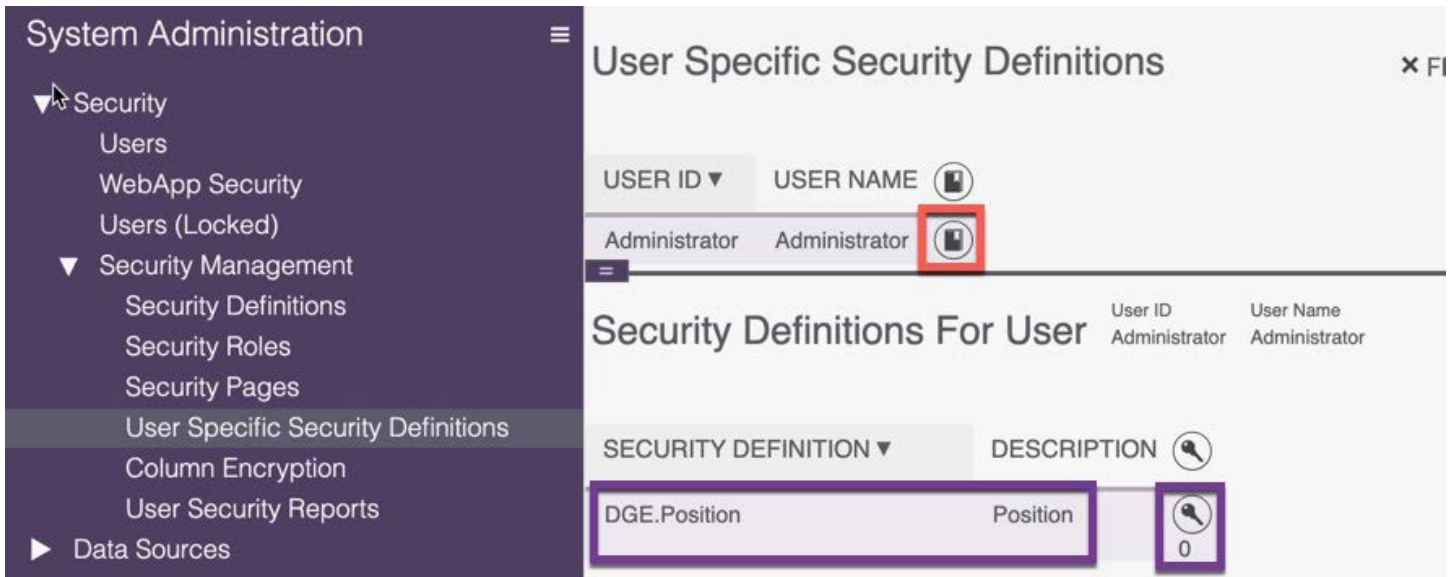 System Administration
Security
Users
WebApp Security
Users (Locked)
Security Management
Security Definitions
Security Roles
Security Pages
User Specific Security Definitions
Column Encryption
User Security Reports
Data Sources
User Specific Security Definitions
USER ID USER NAME
Administrator Administrator
Security Definitions For User
User ID User Name
Administrator Administrator
SECURITY DEFINITION DESCRIPTION
DGE.Position Position
0